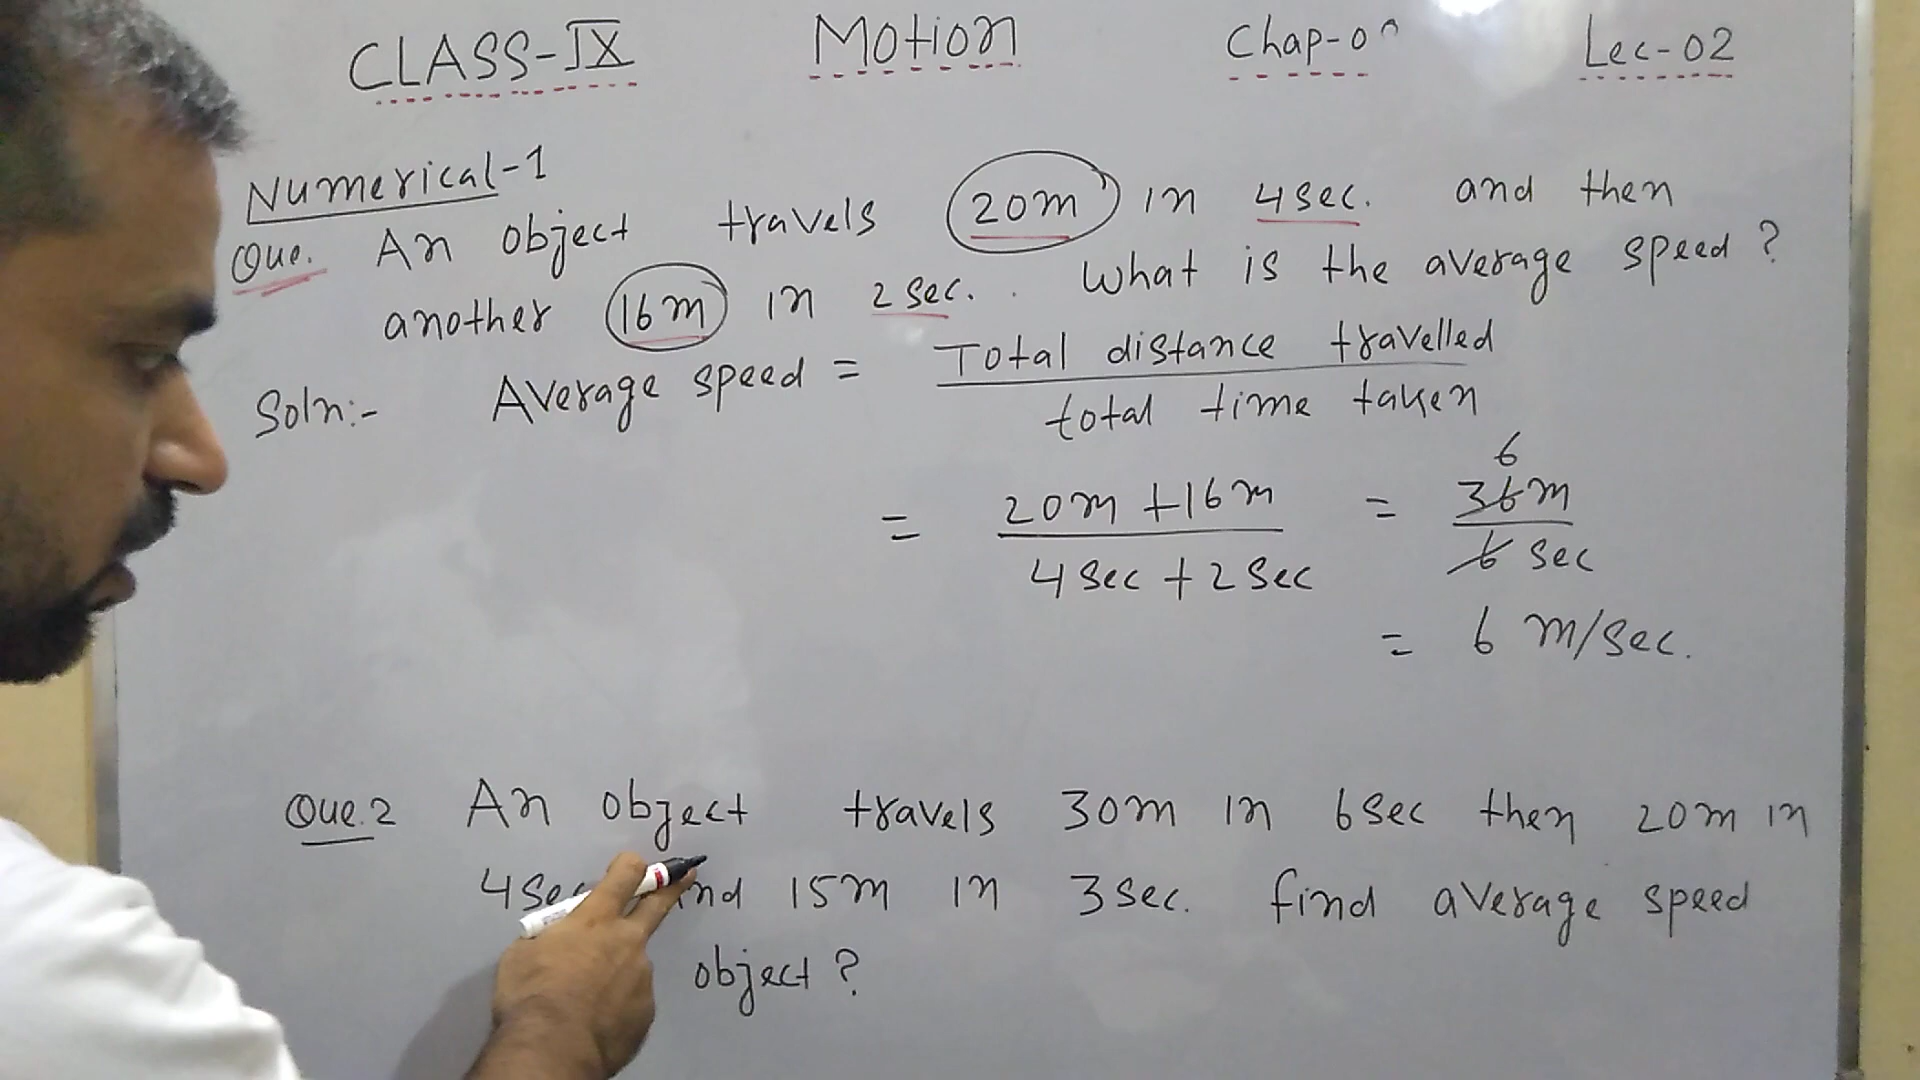 CLASS-IX Motion Chap-0 Lec-02
Numerical-1
Que. An object travels 20m in 4sec. and then
another 16m in 2sec. What is the average speed?
Soln:- Average speed = Total distance travelled
total time taken
= 20m + 16m = 36m 6
4sec + 2sec 6 sec
= 6 m/sec.
Que.2 An object travels 30m in 6sec then 20m in
4sec 15m in 3sec. find average speed
object?